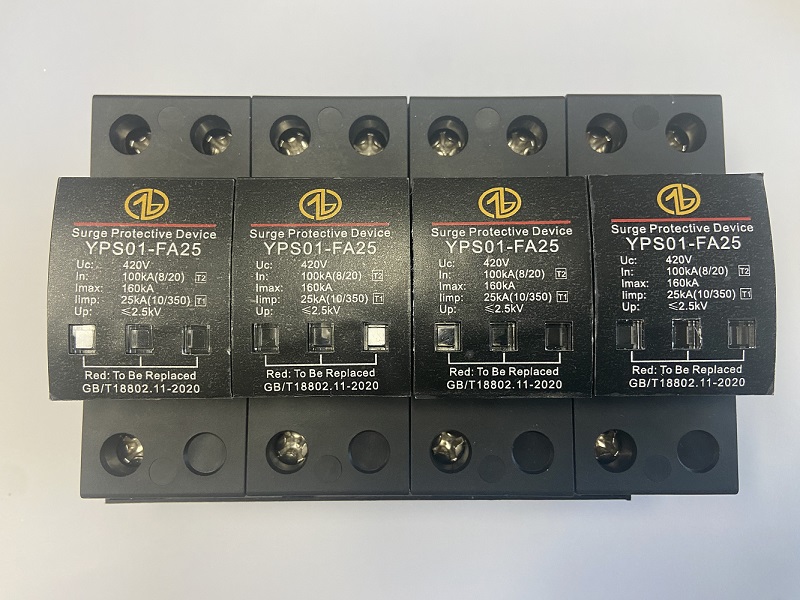 Surge Protective Device
YPS01-FA25
Uc: 420V
In: 100kA(8/20) T2
Imax: 160kA
Iimp: 25kA(10/350) T1
Up: ≤2.5kV
Red: To Be Replaced
GB/T18802.11-2020
Surge Protective Device
YPS01-FA25
Uc: 420V
In: 100kA(8/20) T2
Imax: 160kA
Iimp: 25kA(10/350) T1
Up: ≤2.5kV
Red: To Be Replaced
GB/T18802.11-2020
Surge Protective Device
YPS01-FA25
Uc: 420V
In: 100kA(8/20) T2
Imax: 160kA
Iimp: 25kA(10/350) T1
Up: ≤2.5kV
Red: To Be Replaced
GB/T18802.11-2020
Surge Protective Device
YPS01-FA25
Uc: 420V
In: 100kA(8/20) T2
Imax: 160kA
Iimp: 25kA(10/350) T1
Up: ≤2.5kV
Red: To Be Replaced
GB/T18802.11-2020